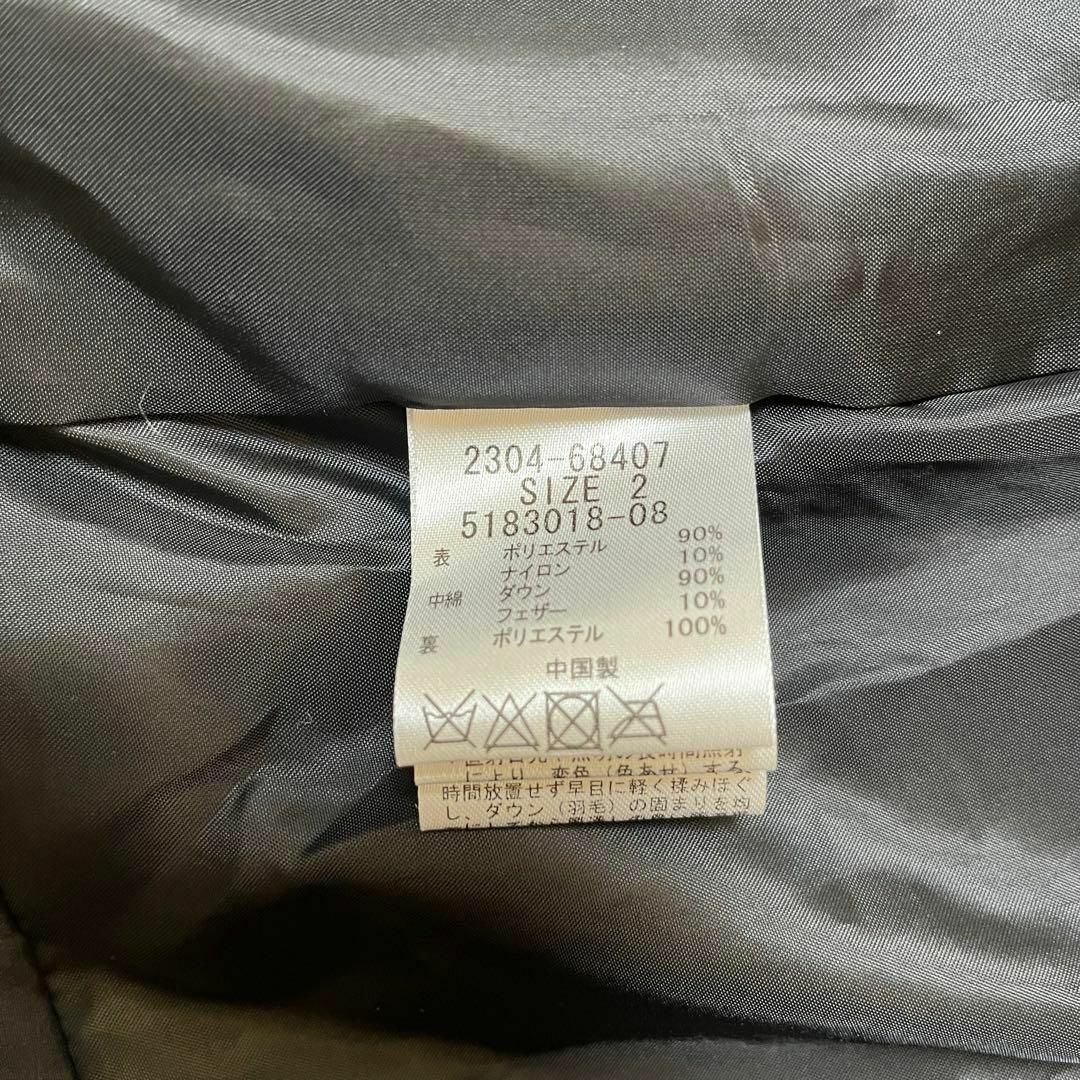 2304-68407
SIZE 2
5183018-08
表 ポリエステル 90%
ナイロン 10%
中綿 ダウン 90%
フェザー 10%
裏 ポリエステル 100%
中国製
により、変色(色あせ)する
時間放置せず早目に軽く揉みほぐ
し、ダウン(羽毛)の固まりを均